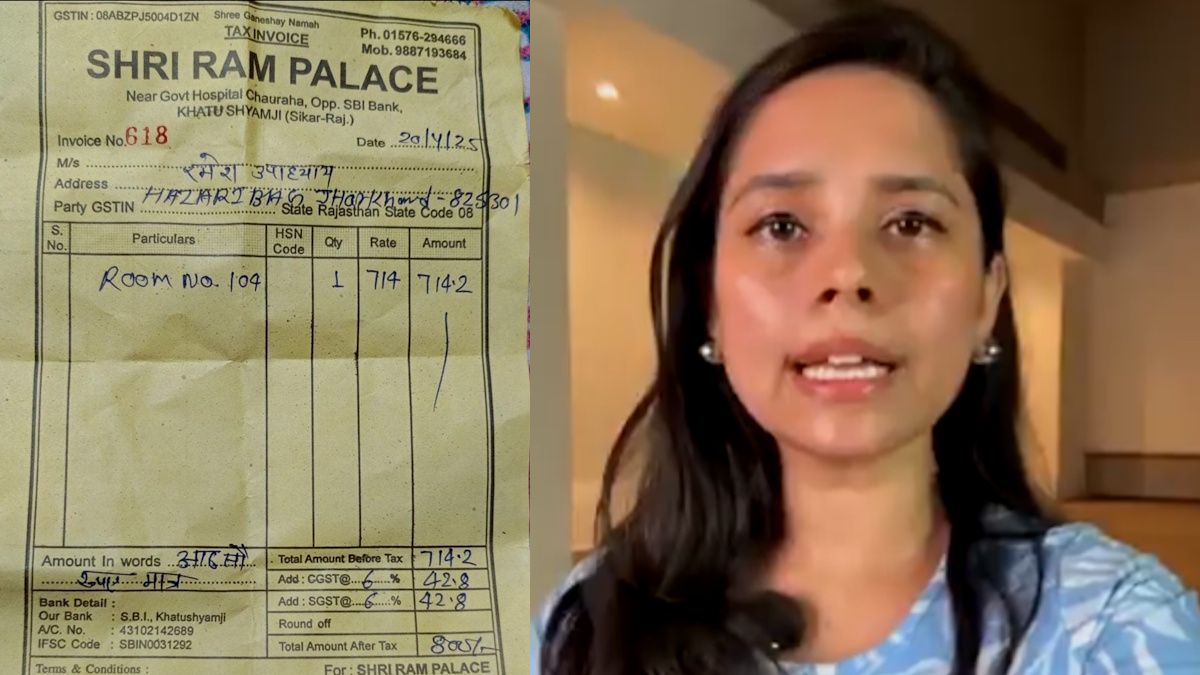 GSTIN : 08ABZPJ5004D1ZN Shree Ganeshay Namah
TAX INVOICE
Ph. 01576-294666
Mob. 9887193684
SHRI RAM PALACE
Near Govt Hospital Chauraha, Opp. SBI Bank,
KHATU SHYAMJI (Sikar-Raj.)
Invoice No. 618 Date 20/4/25
M/s रमेश उपाध्याय
Address HAZARIBAG Jharkhand-825301
Party GSTIN State Rajasthan State Code 08
S. No. Particulars HSN Code Qty Rate Amount
ROOM NO. 104 1 714 714.2
Amount In words आठ सौ
रुपए मात्र
Total Amount Before Tax 714.2
Add : CGST@ 6 % 42.8
Add : SGST@ 6 % 42.8
Round off
Total Amount After Tax 800/-
Bank Detail :
Our Bank : S.B.I., Khatushyamji
A/C. No. : 43102142689
IFSC Code : SBIN0031292
Terms & Conditions : For : SHRI RAM PALACE